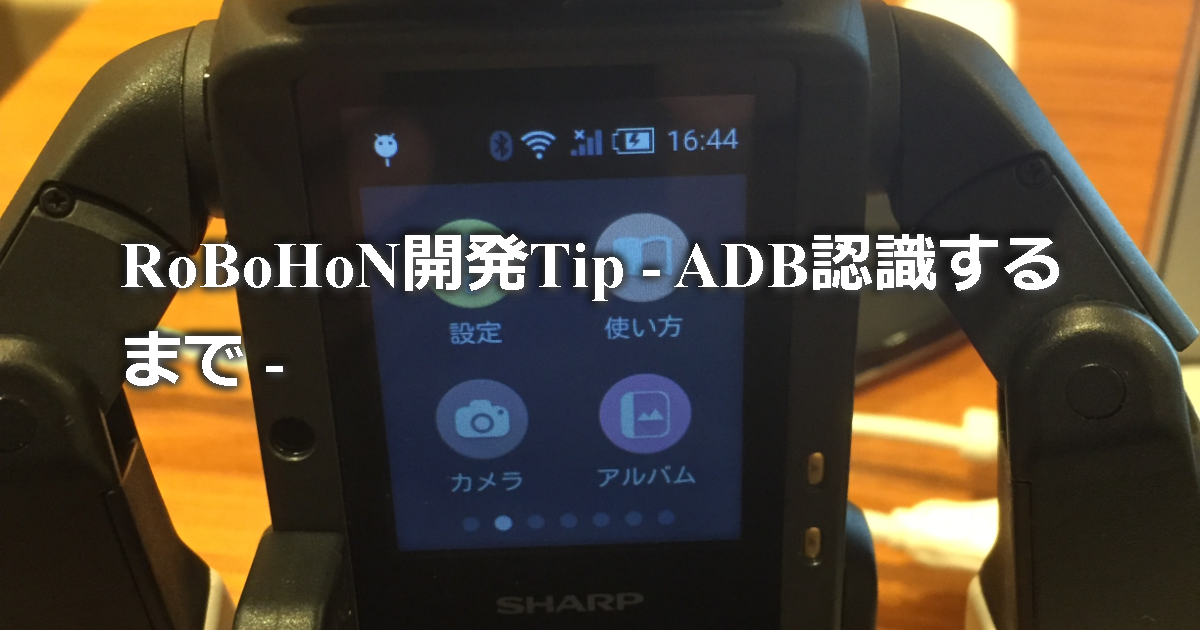 16:44
RoBoHoN開発Tip - ADB認識する
まで -
設定
使い方
カメラ
アルバム
SHARP